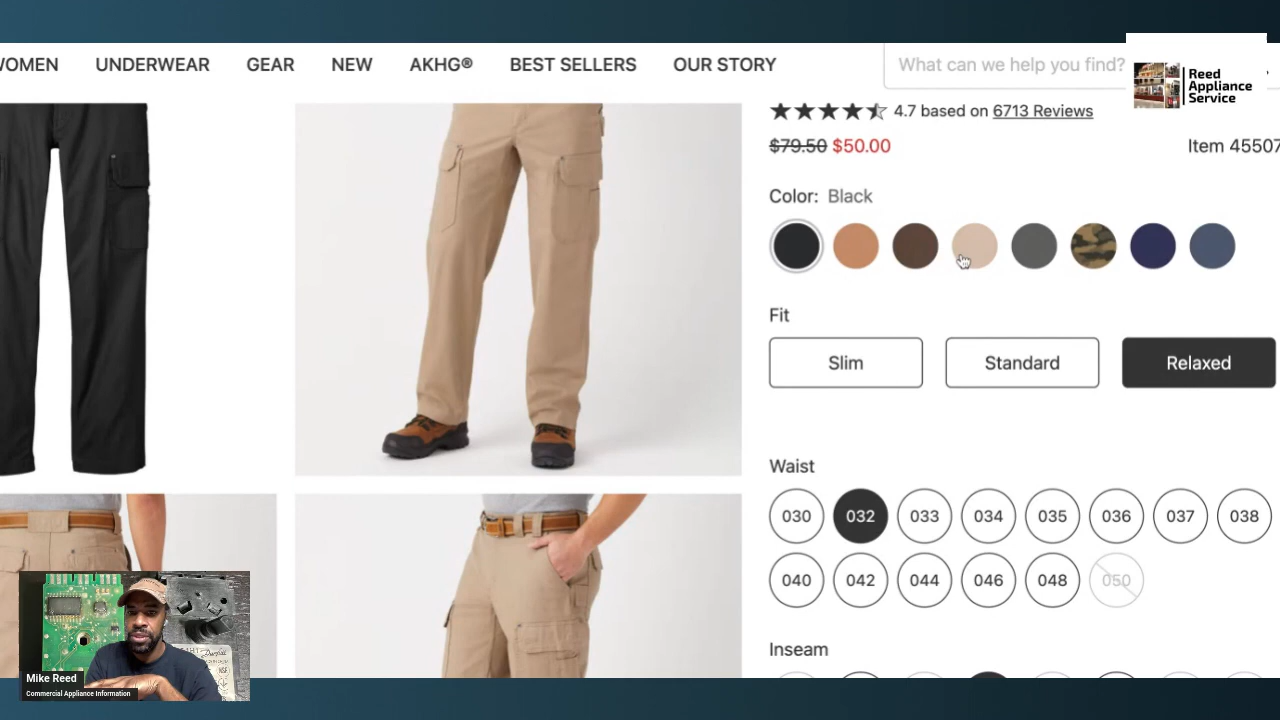 WOMEN
UNDERWEAR
GEAR
NEW
AKHG®
BEST SELLERS
OUR STORY
What can we help you find?
Reed
Appliance
Service
4.7 based on 6713 Reviews
$79.50 $50.00
Item 45507
Color: Black
Fit
Slim
Standard
Relaxed
Waist
030 032 033 034 035 036 037 038
040 042 044 046 048 050
Inseam
Mike Reed
Commercial Appliance Information